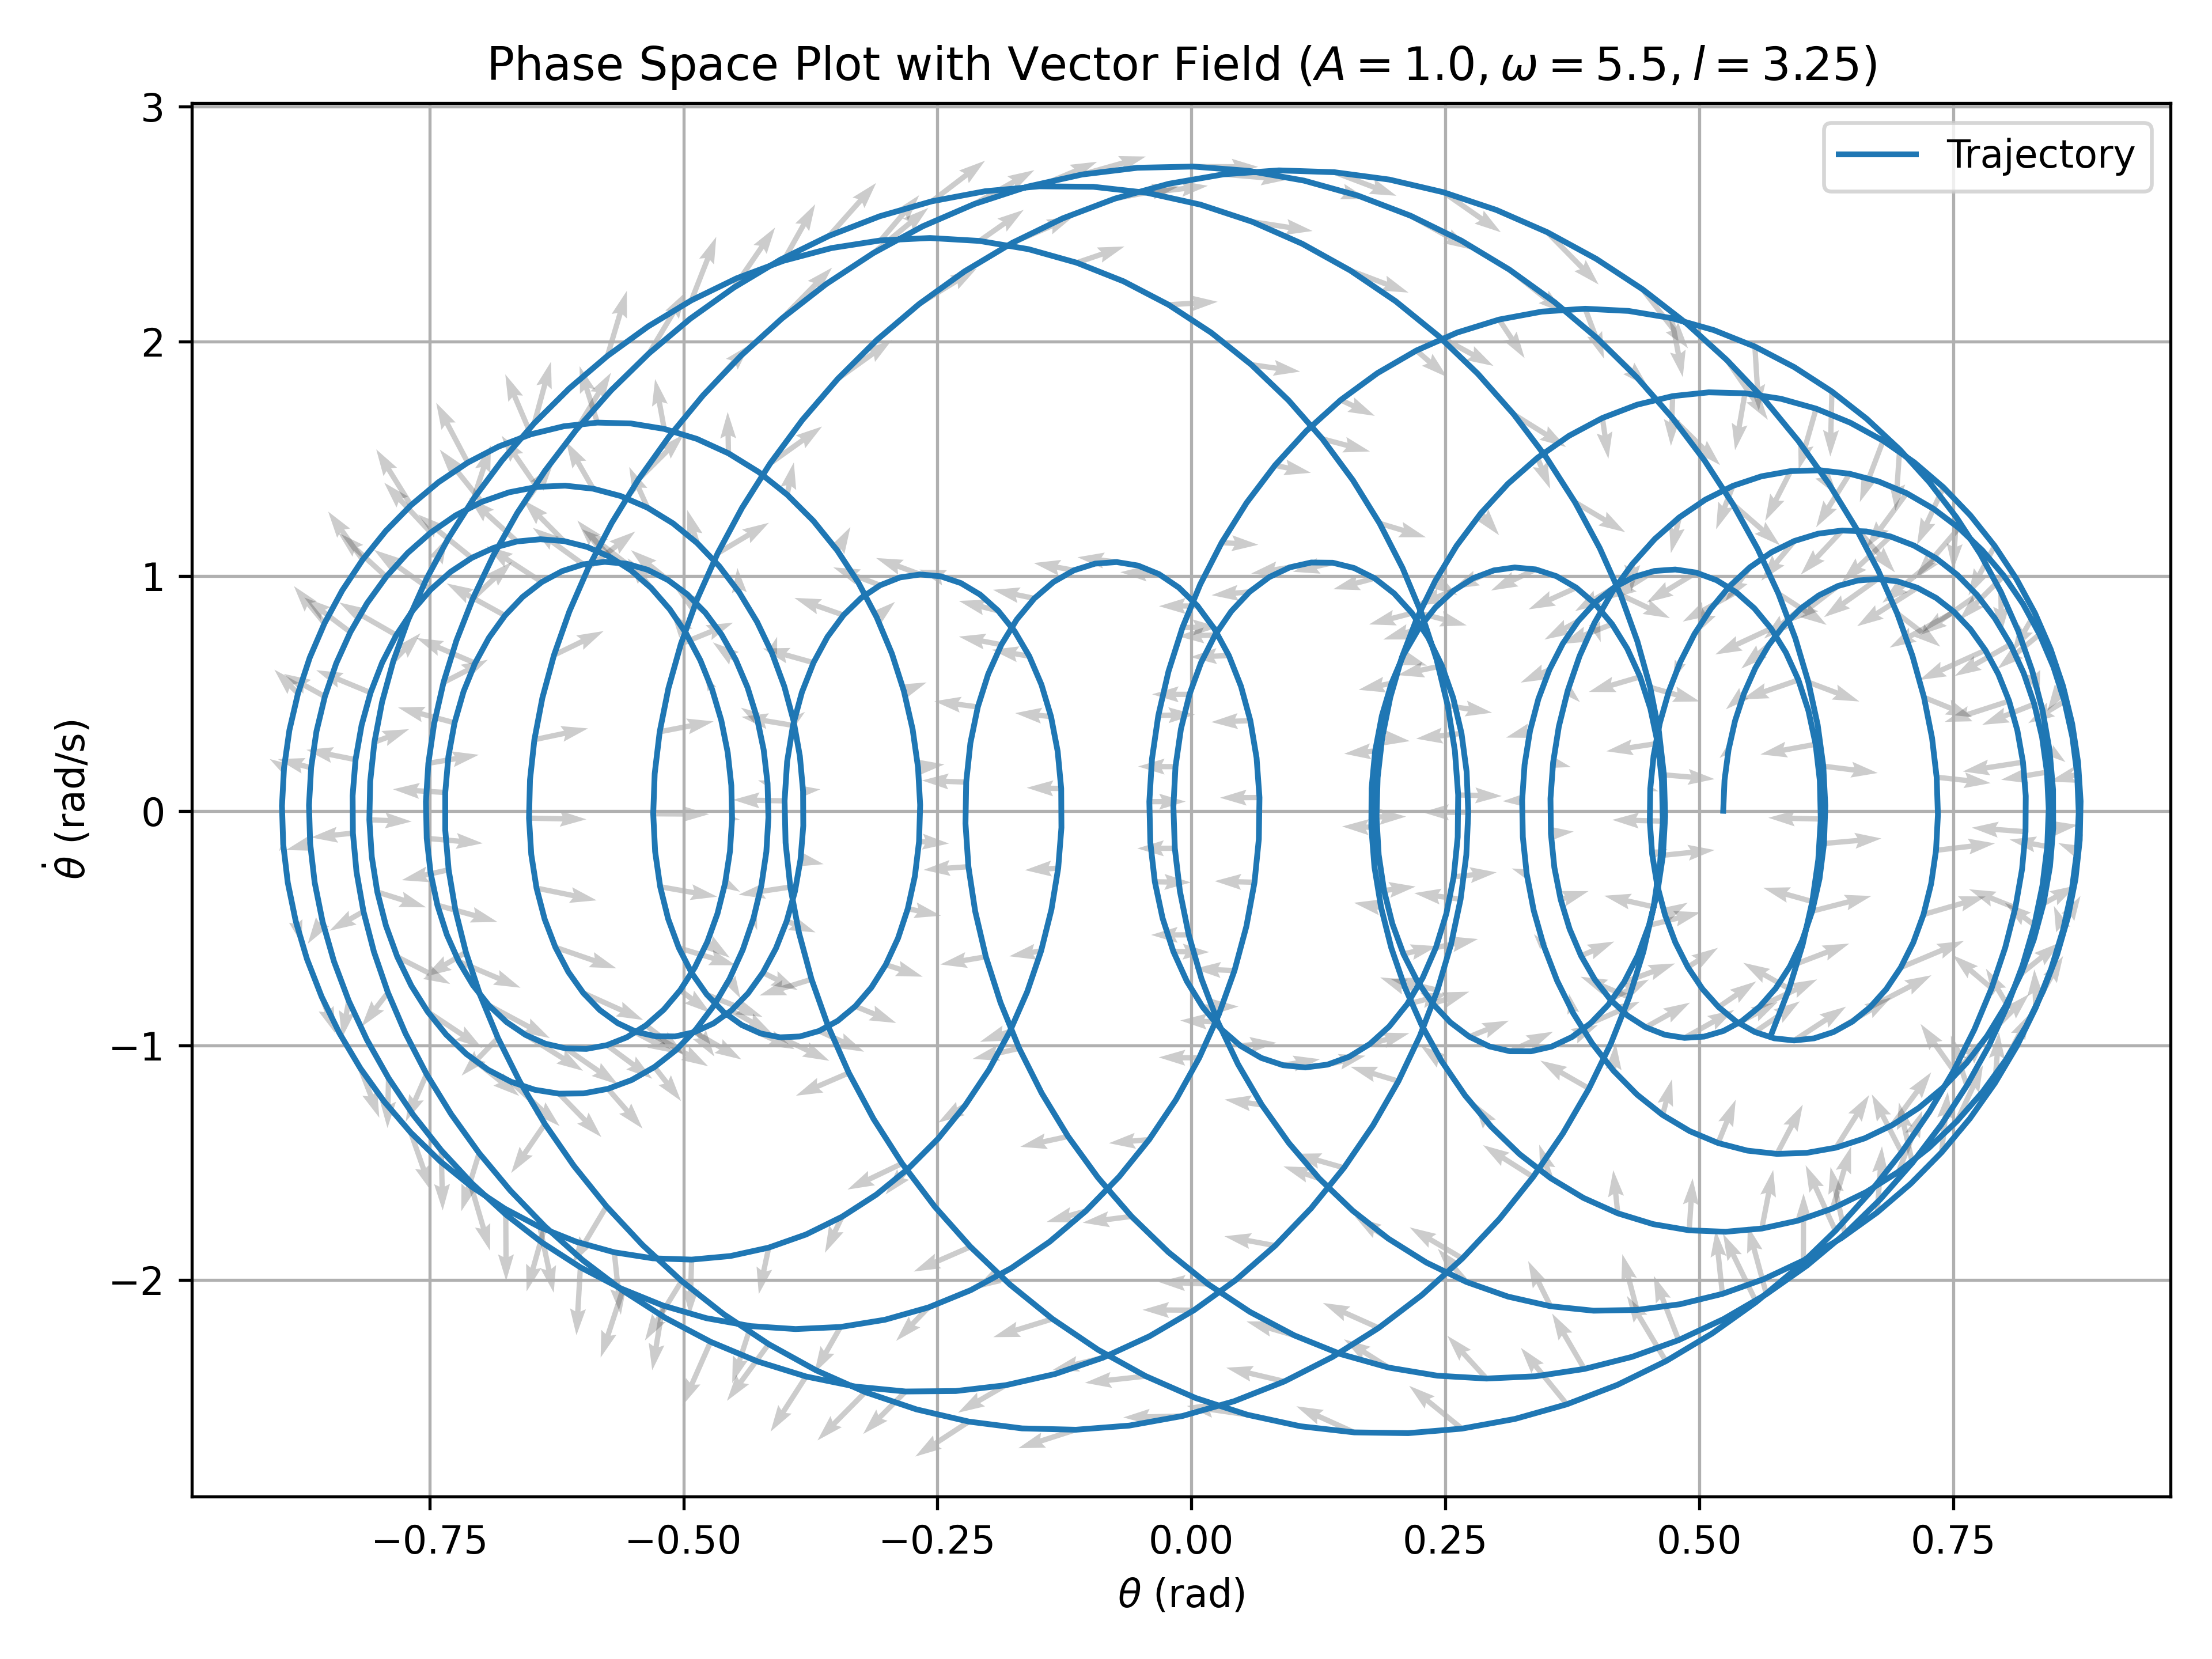 Phase Space Plot with Vector Field (A = 1.0, ω = 5.5, l = 3.25)
Trajectory
3
2
1
0
−1
−2
θ̇ (rad/s)
−0.75 −0.50 −0.25 0.00 0.25 0.50 0.75
θ (rad)